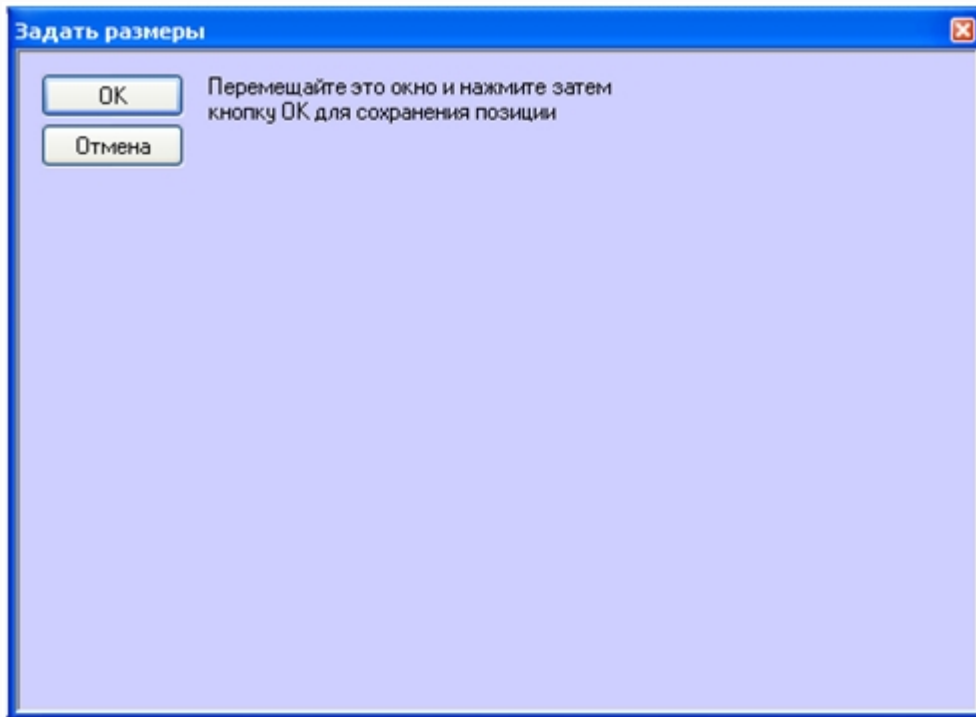 Задать размеры
OK
Перемещайте это окно и нажмите затем
кнопку OK для сохранения позиции
Отмена